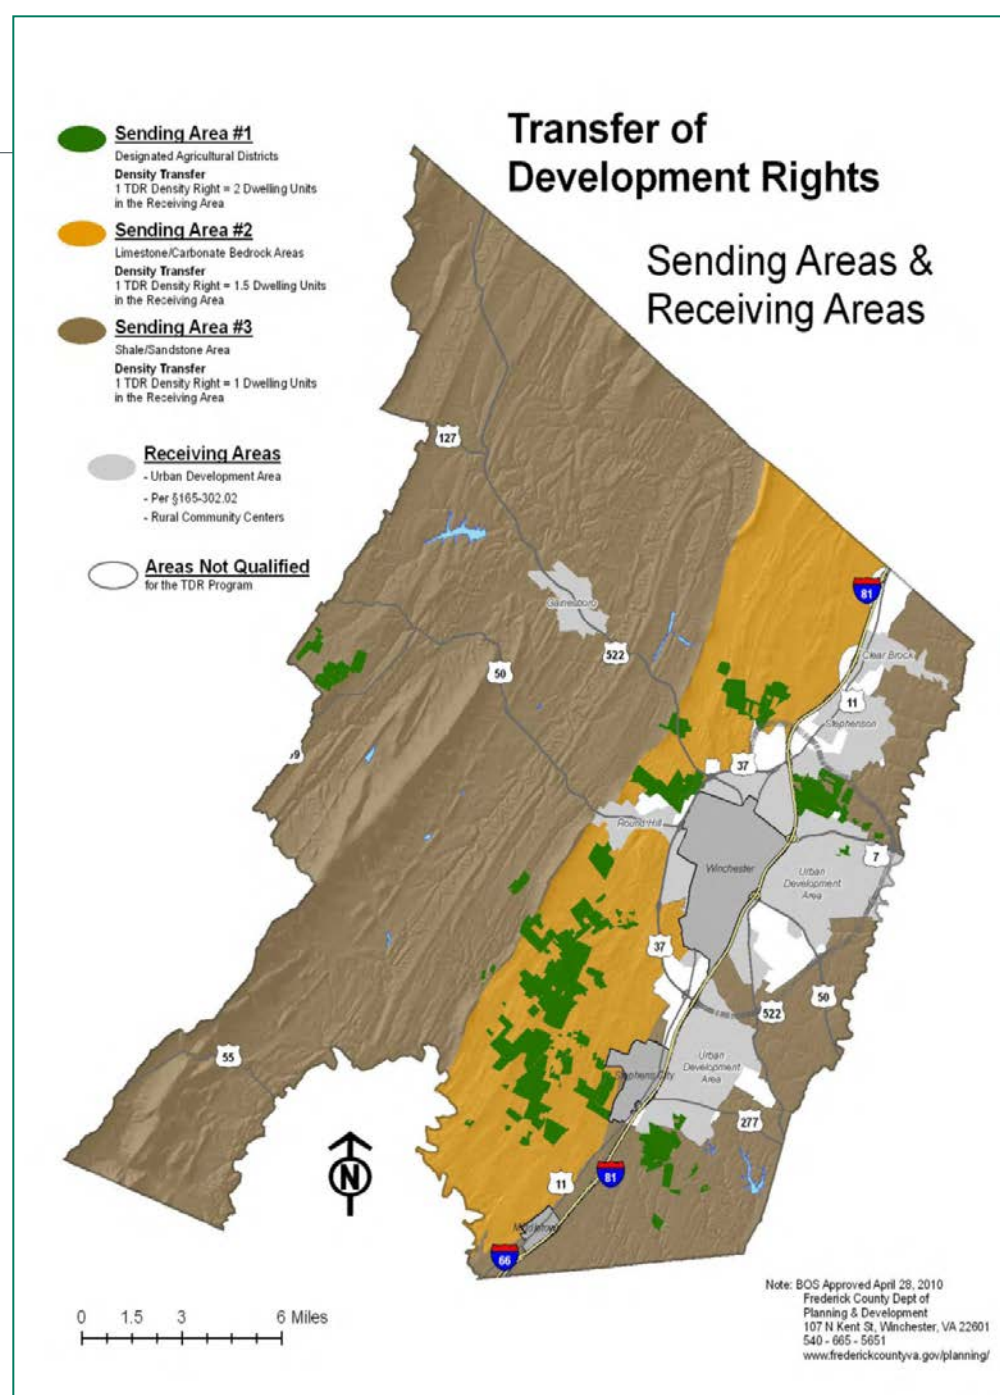 Transfer of
Development Rights
Sending Areas &
Receiving Areas
Sending Area #1
Designated Agricultural Districts
Density Transfer
1 TDR Density Right = 2 Dwelling Units
in the Receiving Area
Sending Area #2
Limestone/Carbonate Bedrock Areas
Density Transfer
1 TDR Density Right = 1.5 Dwelling Units
in the Receiving Area
Sending Area #3
Shale/Sandstone Area
Density Transfer
1 TDR Density Right = 1 Dwelling Units
in the Receiving Area
Receiving Areas
- Urban Development Area
- Per §165-302.02
- Rural Community Centers
Areas Not Qualified
for the TDR Program
127
81
Gainesboro
522
Clear Brock
50
11
Stephenson
37
Round Hill
7
Winchester
Urban
Development
Area
37
50
522
55
Urban
Development
Area
Stephens City
277
81
11
66
N
0 1.5 3 6 Miles
Note: BOS Approved April 28, 2010
Frederick County Dept of
Planning & Development
107 N Kent St, Winchester, VA 22601
540 - 665 - 5651
www.frederickcountyva.gov/planning/